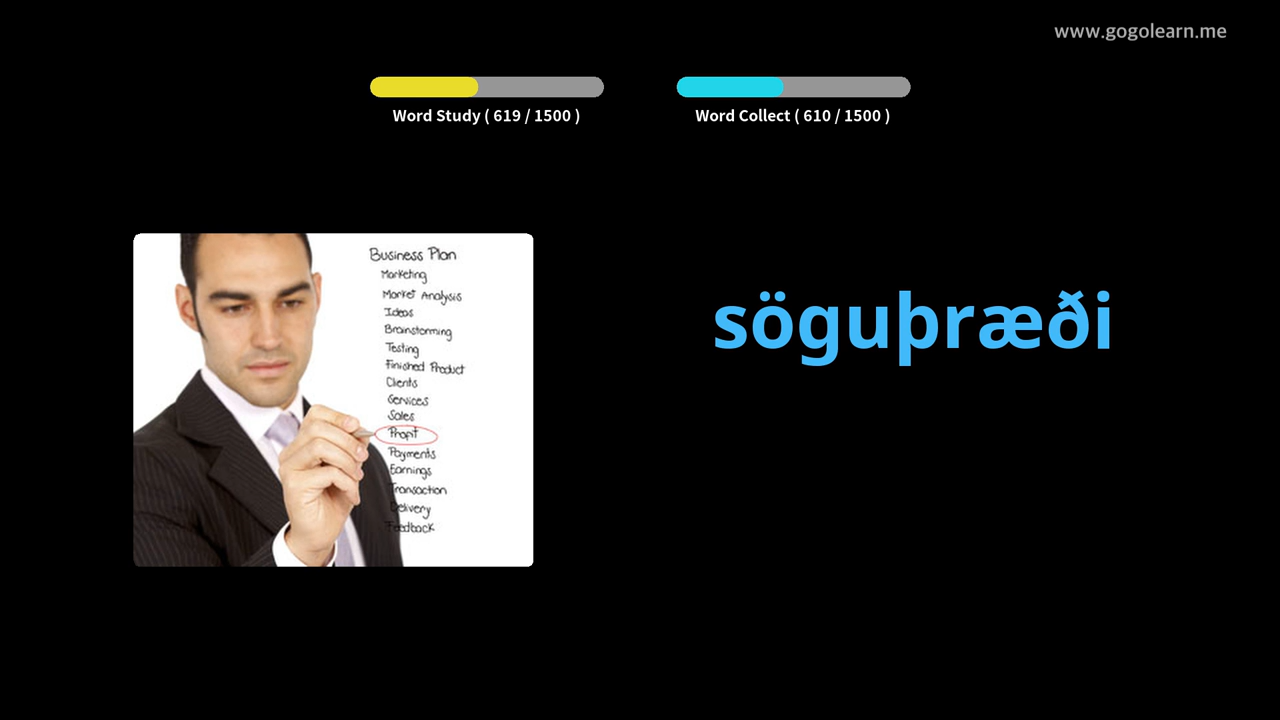 www.gogolearn.me
Word Study ( 619 / 1500 )
Word Collect ( 610 / 1500 )
Business Plan
Marketing
Market Analysis
Ideas
Brainstorming
Testing
Finished Product
Clients
Services
Sales
Profit
Payments
Earnings
Transaction
Delivery
Feedback
söguþræði